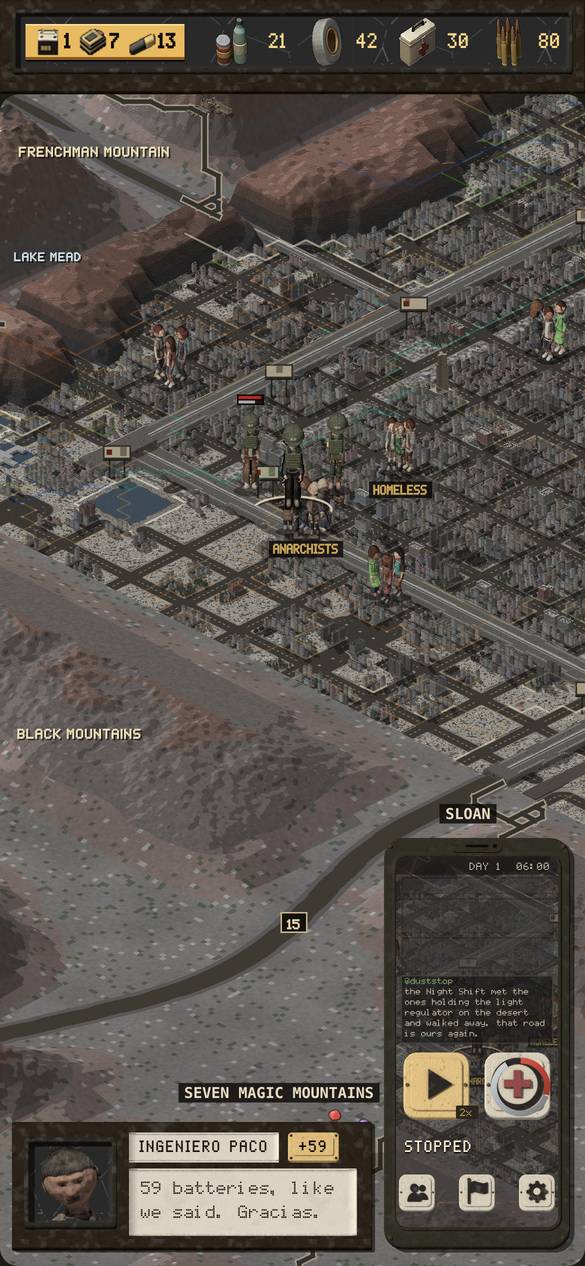 1 7 13 21 42 30 80
FRENCHMAN MOUNTAIN
LAKE MEAD
HOMELESS
ANARCHISTS
BLACK MOUNTAINS
SLOAN
15
SEVEN MAGIC MOUNTAINS
DAY 1 06:00
@duststop
the Night Shift met the
ones holding the light
regulator on the desert
and walked away. that road
is ours again.
2x
STOPPED
INGENIERO PACO +59
59 batteries, like
we said. Gracias.